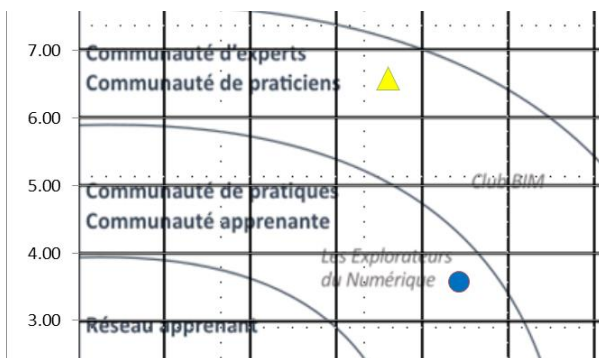 7.00
Communauté d'experts
Communauté de praticiens
6.00
5.00
Club BIM
Communauté de pratiques
Communauté apprenante
4.00
Les Explorateurs
du Numérique
3.00
Réseau apprenant